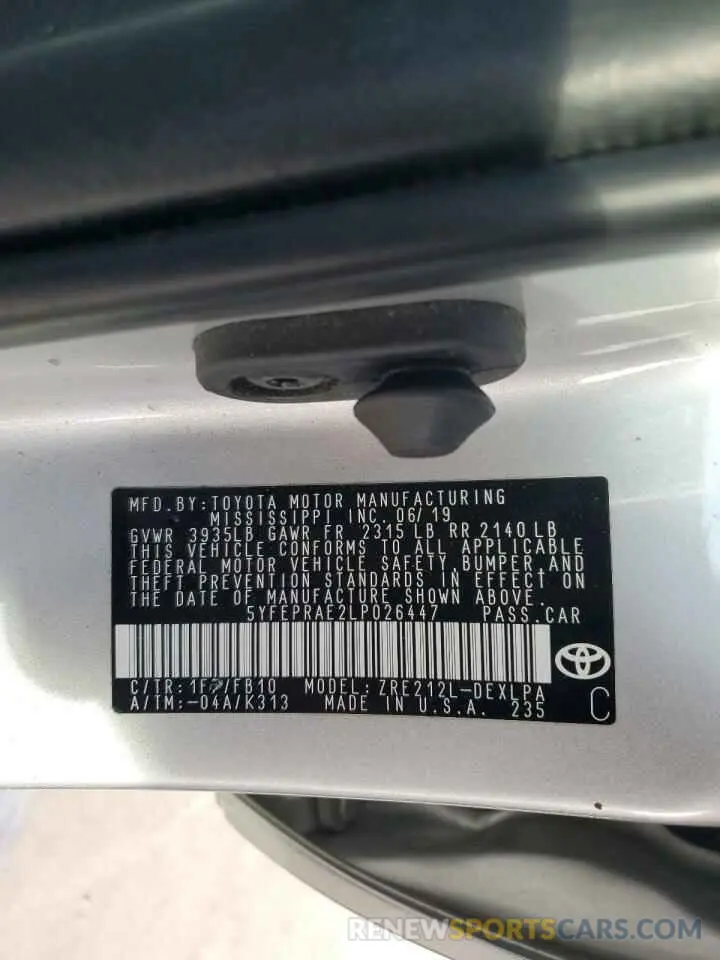 MFD. BY: TOYOTA MOTOR MANUFACTURING
MISSISSIPPI INC. 06/19
GVWR 3935LB GAWR FR 2315 LB RR 2140 LB
THIS VEHICLE CONFORMS TO ALL APPLICABLE
FEDERAL MOTOR VEHICLE SAFETY, BUMPER, AND
THEFT PREVENTION STANDARDS IN EFFECT ON
THE DATE OF MANUFACTURE SHOWN ABOVE.
5YFEPRAE2LP026447 PASS. CAR
C/TR: /FB10 MODEL: ZRE212L-DEXLPA
A/TM: -04A/K313 MADE IN U.S.A. 235 C
RENEWSPORTSCARS.COM